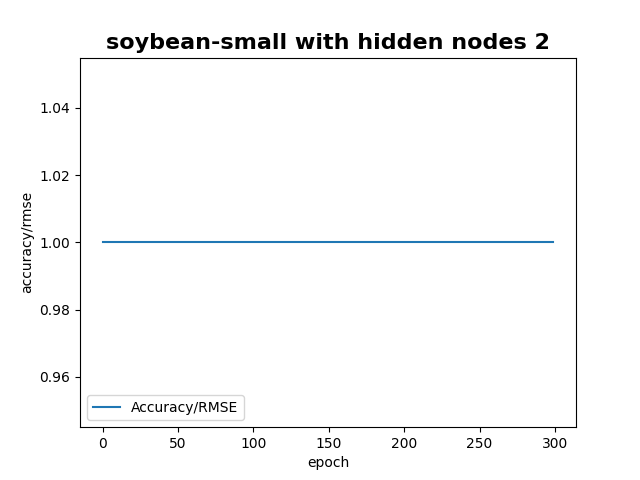 soybean-small with hidden nodes 2
accuracy/rmse
1.04
1.02
1.00
0.98
0.96
Accuracy/RMSE
0 50 100 150 200 250 300
epoch